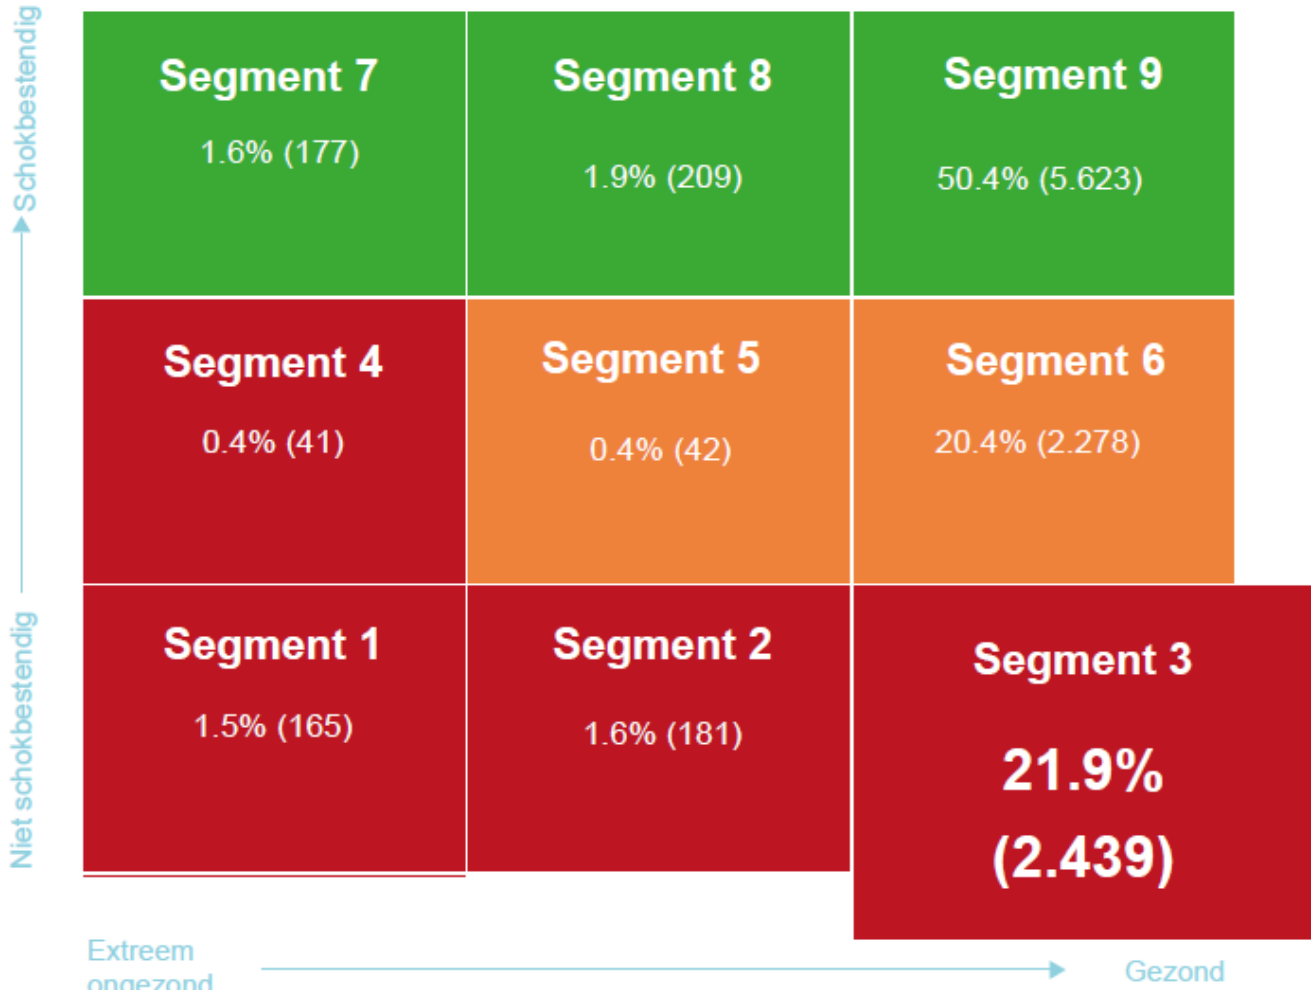 Schokbestendig
Segment 7
1.6% (177)
Segment 8
1.9% (209)
Segment 9
50.4% (5.623)
Segment 4
0.4% (41)
Segment 5
0.4% (42)
Segment 6
20.4% (2.278)
Niet schokbestendig
Segment 1
1.5% (165)
Segment 2
1.6% (181)
Segment 3
21.9%
(2.439)
Extreem
ongezond
Gezond